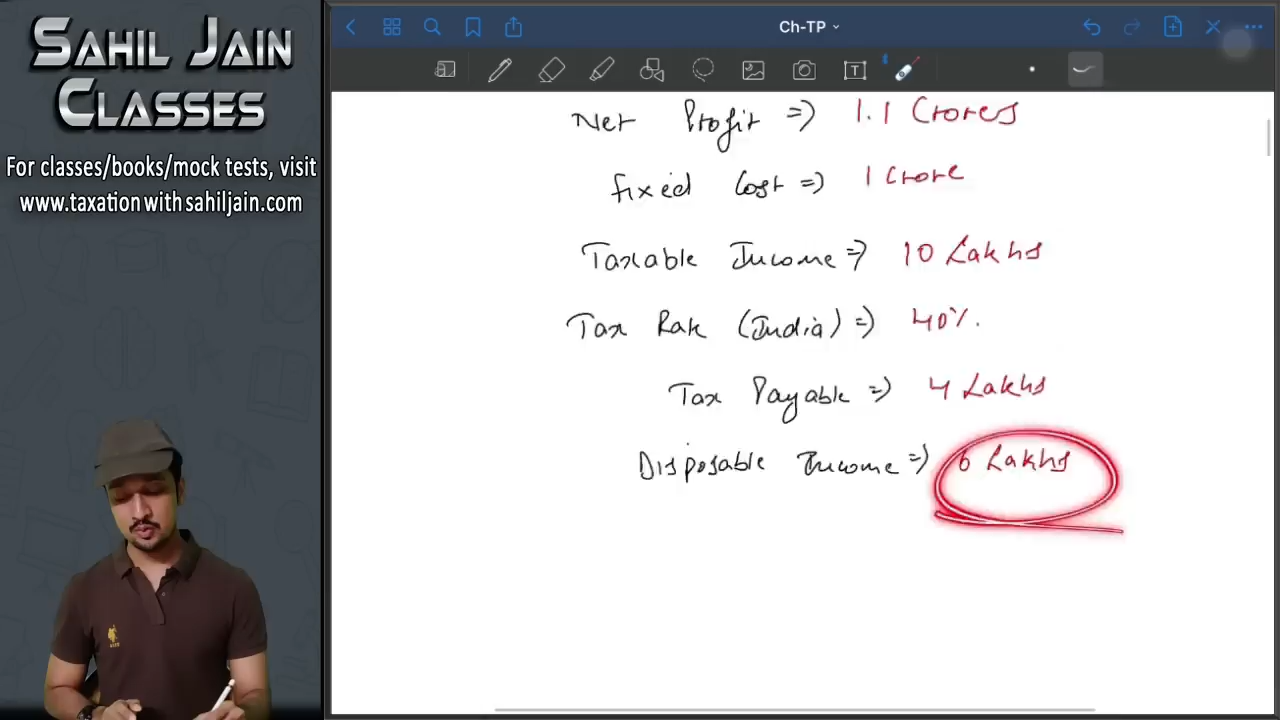 SAHIL JAIN
CLASSES
For classes/books/mock tests, visit
www.taxationwithsahiljain.com
Ch-TP
Net Profit => 1.1 Crores
Fixed Cost => 1 Crore
Taxable Income => 10 Lakhs
Tax Rate (India) => 40%
Tax Payable => 4 Lakhs
Disposable Income => 6 Lakhs